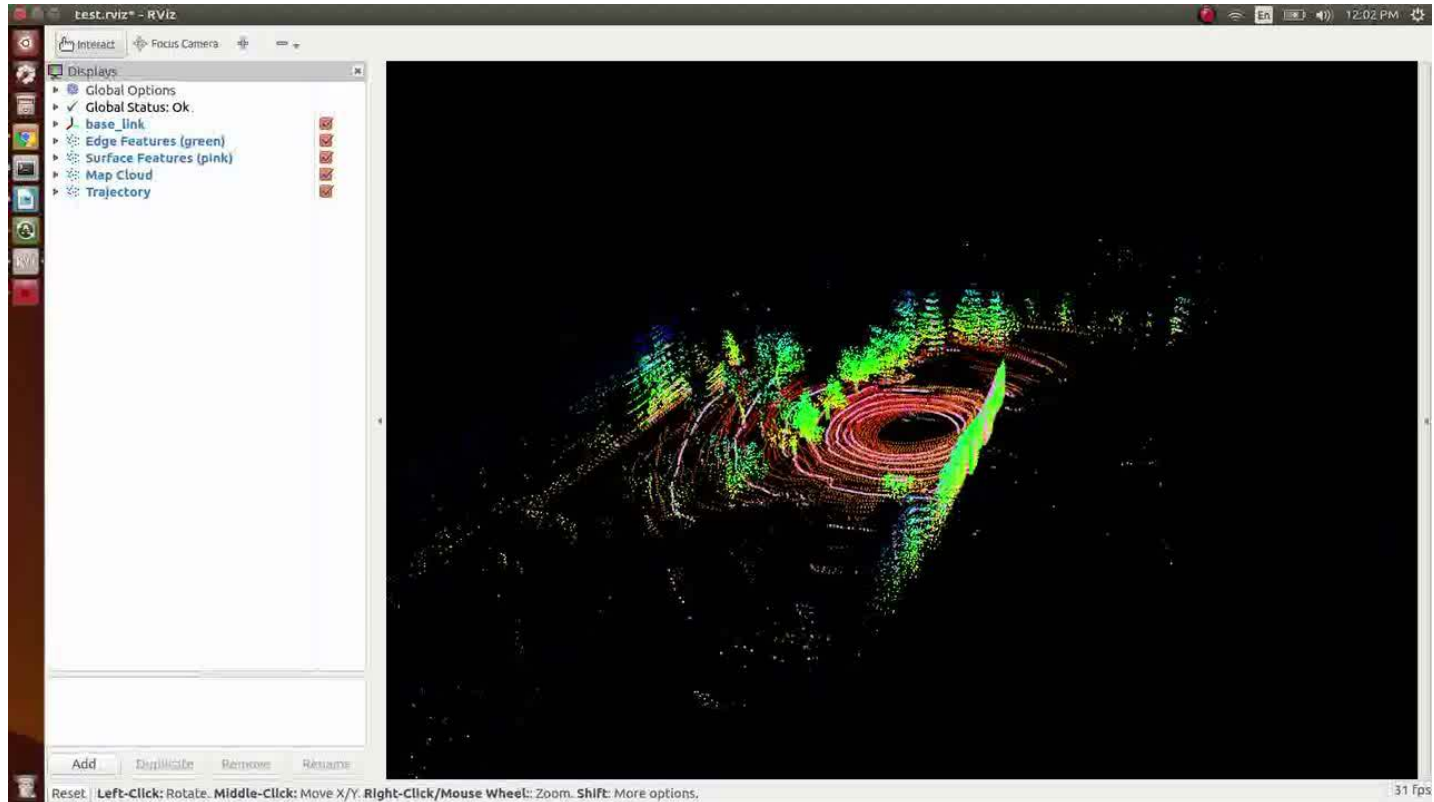 test.rviz* - RViz
En
12:02 PM
Interact
Focus Camera
Displays
Global Options
Global Status: Ok
base_link
Edge Features (green)
Surface Features (pink)
Map Cloud
Trajectory
Add
Duplicate
Remove
Rename
Reset
Left-Click: Rotate. Middle-Click: Move X/Y. Right-Click/Mouse Wheel:: Zoom. Shift: More options.
31 fps